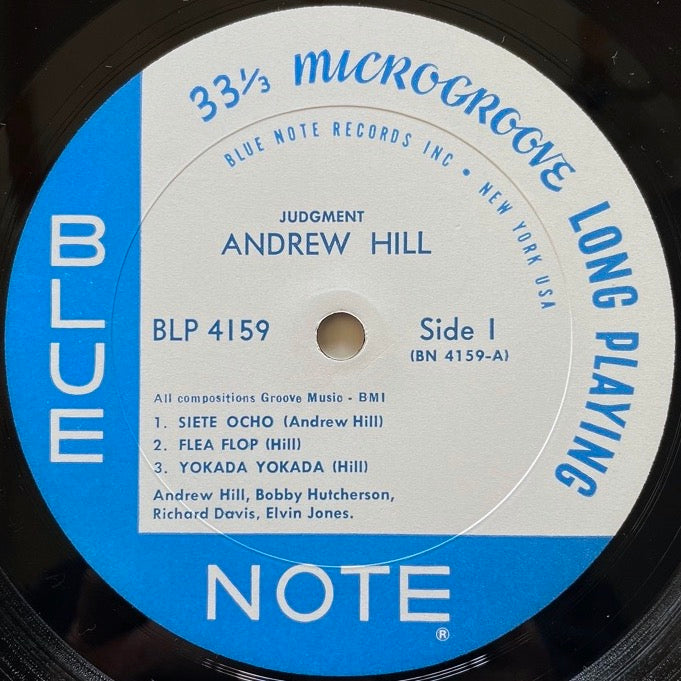 33⅓ MICROGROOVE LONG PLAYING
BLUE NOTE RECORDS INC • NEW YORK USA
JUDGMENT
ANDREW HILL
BLP 4159
Side 1
(BN 4159-A)
All compositions Groove Music - BMI
1. SIETE OCHO (Andrew Hill)
2. FLEA FLOP (Hill)
3. YOKADA YOKADA (Hill)
Andrew Hill, Bobby Hutcherson,
Richard Davis, Elvin Jones.
BLUE
NOTE®